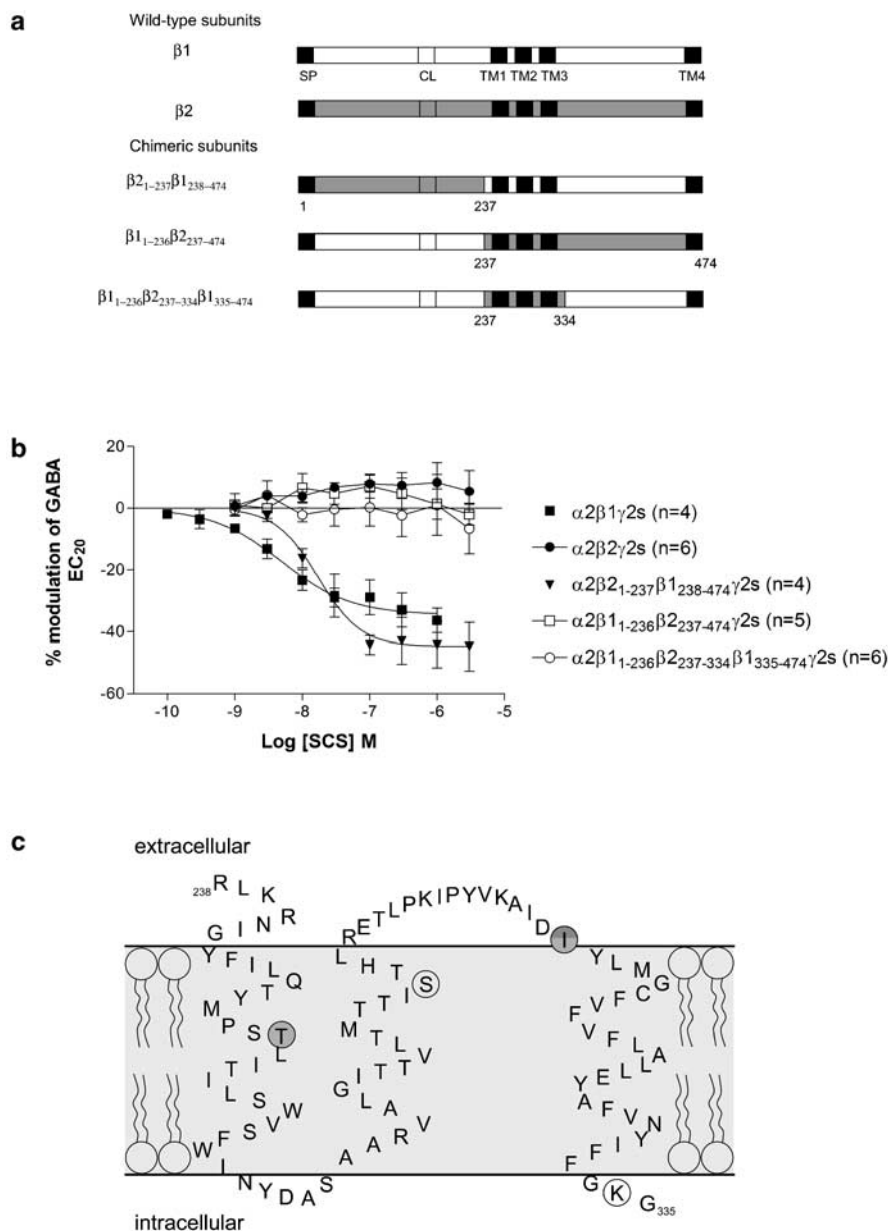 a
Wild-type subunits
β1
SP CL TM1 TM2 TM3 TM4
β2
Chimeric subunits
β2₁₋₂₃₇β1₂₃₈₋₄₇₄
1 237
β1₁₋₂₃₆β2₂₃₇₋₄₇₄
237 474
β1₁₋₂₃₆β2₂₃₇₋₃₃₄β1₃₃₅₋₄₇₄
237 334
b
% modulation of GABA
EC₂₀
20
0
-20
-40
-60
-10 -9 -8 -7 -6 -5
Log [SCS] M
α2β1γ2s (n=4)
α2β2γ2s (n=6)
α2β2₁₋₂₃₇β1₂₃₈₋₄₇₄γ2s (n=4)
α2β1₁₋₂₃₆β2₂₃₇₋₄₇₄γ2s (n=5)
α2β1₁₋₂₃₆β2₂₃₇₋₃₃₄β1₃₃₅₋₄₇₄γ2s (n=6)
c
extracellular
₂₃₈R L K
G I N R
Y F I L Q
M Y T
P S T
I T I L
L S W
W F S V
I N Y D A S
A A R V
G L A
I T T V
M T L
T T I S
L H T
R E T L P K I P Y V K A I D I
Y L M G
F V F C
V F L A
Y E L L
A F V N
F F I Y
G K G₃₃₅
intracellular